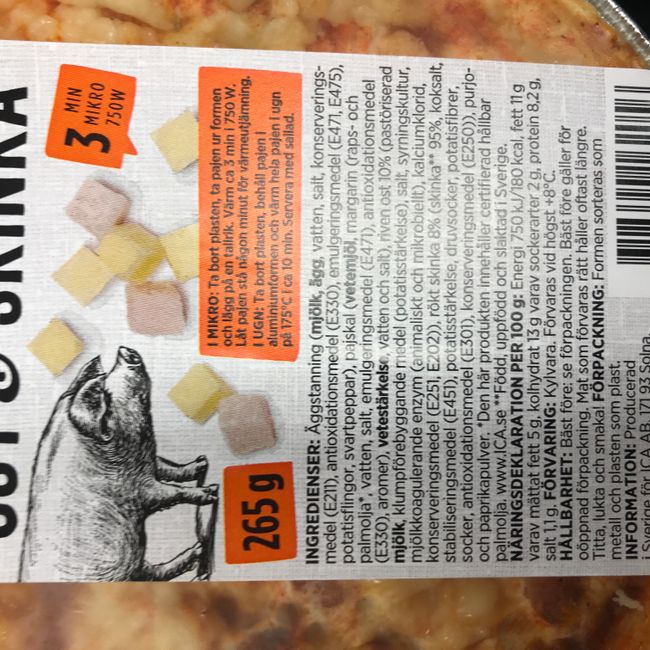 OST & SKINKA
3 MIN
MIKRO
750W
I MIKRO: Ta bort plasten, ta pajen ur formen
och lägg på en tallrik. Värm ca 3 min i 750 W.
Låt pajen stå någon minut för värmeutjämning.
I UGN: Ta bort plasten, behåll pajen i
aluminiumformen och värm hela pajen i ugn
på 175°C i ca 10 min. Servera med sallad.
265 g
INGREDIENSER: Äggstanning (mjölk, ägg, vatten, salt, konserverings-
medel (E211), antioxidationsmedel (E330), emulgeringsmedel (E471, E475),
potatisflingor, svartpeppar), pajskal (vetemjöl, margarin (raps- och
palmolja*, vatten, salt, emulgeringsmedel (E471), antioxidationsmedel
(E330), aromer), vetestärkelse, vatten och salt), riven ost 10% (pastöriserad
mjölk, klumpförebyggande medel (potatisstärkelse), salt, syrningskultur,
mjölkkoagulerande enzym (animaliskt och mikrobiellt), kalciumklorid,
konserveringsmedel (E251, E202)), rökt skinka 8% (skinka** 95%, koksalt,
stabiliseringsmedel (E451), potatisstärkelse, druvsocker, potatisfibrer,
socker, antioxidationsmedel (E301), konserveringsmedel (E250)), purjo-
och paprikapulver. *Den här produkten innehåller certifierad hållbar
palmolja. www.ICA.se **Född, uppfödd och slaktad i Sverige.
NÄRINGSDEKLARATION PER 100 g: Energi 750 kJ/180 kcal, fett 11 g
varav mättat fett 5 g, kolhydrat 13 g varav sockerarter 2 g, protein 8,2 g,
salt 1,1 g. FÖRVARING: Kylvara. Förvaras vid högst +8°C.
HÅLLBARHET: Bäst före: se förpackningen. Bäst före gäller för
oöppnad förpackning. Mat som förvaras rätt håller oftast längre.
Titta, lukta och smaka! FÖRPACKNING: Formen sorteras som
metall och plasten som plast.
INFORMATION: Producerad
i Sverige för ICA AB, 171 93 Solna.